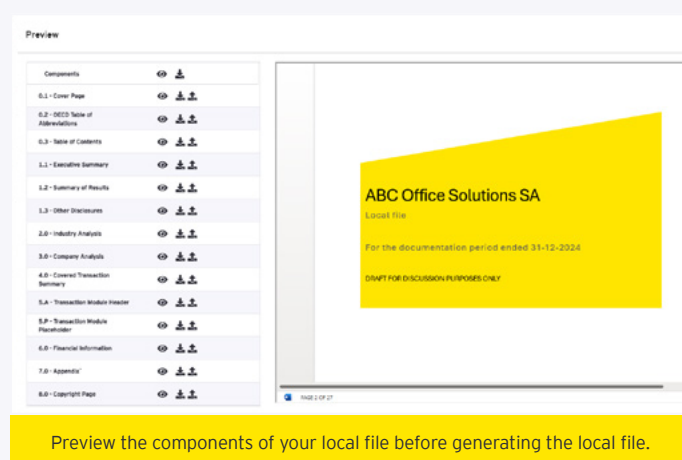 Preview
Components
0.1 - Cover Page
0.2 - OECD Table of
Abbreviations
0.3 - Table of Contents
1.1 - Executive Summary
1.2 - Summary of Results
1.3 - Other Disclosures
2.0 - Industry Analysis
3.0 - Company Analysis
4.0 - Covered Transaction
Summary
5.A - Transaction Module Header
5.P - Transaction Module
Placeholder
6.0 - Financial Information
7.0 - Appendix`
8.0 - Copyright Page
ABC Office Solutions SA
Local file
For the documentation period ended 31-12-2024
DRAFT FOR DISCUSSION PURPOSES ONLY
PAGE 1 OF 27
Preview the components of your local file before generating the local file.